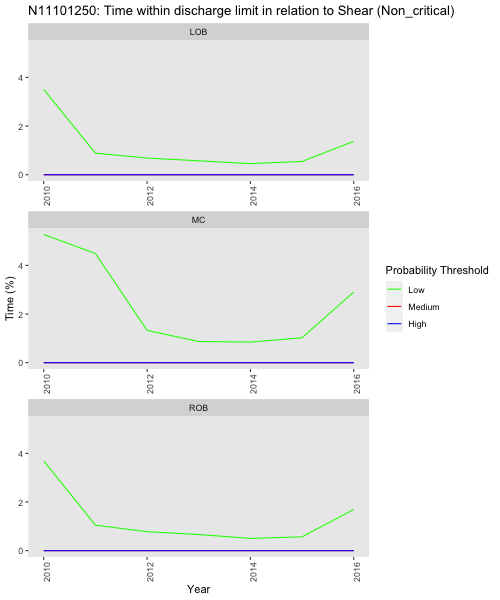 N11101250: Time within discharge limit in relation to Shear (Non_critical)
LOB
4
2
0
2010
2012
2014
2016
MC
4
2
0
2010
2012
2014
2016
ROB
4
2
0
2010
2012
2014
2016
Time (%)
Year
Probability Threshold
Low
Medium
High